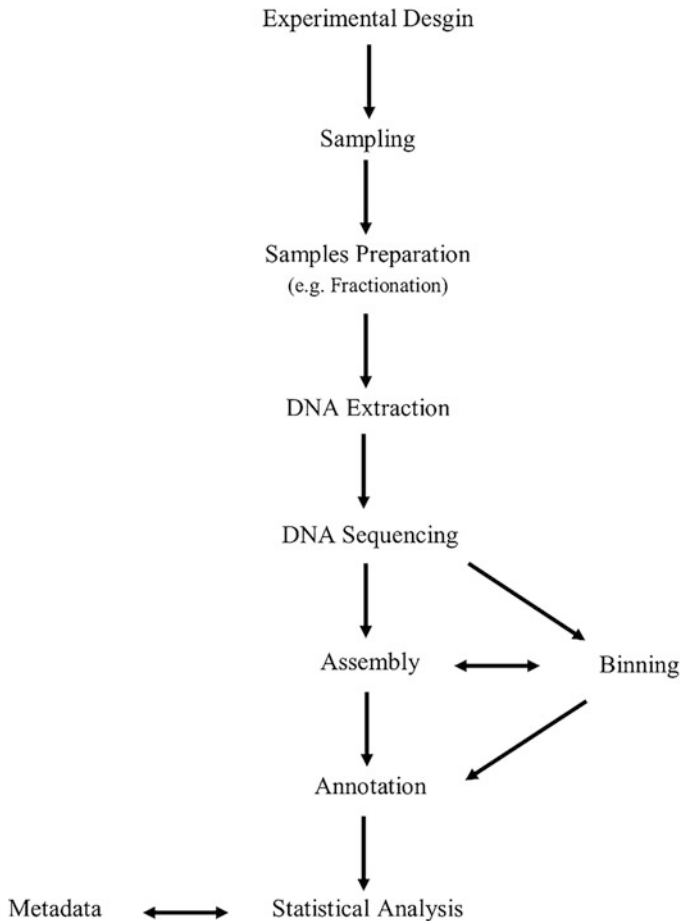 Experimental Desgin
Sampling
Samples Preparation
(e.g. Fractionation)
DNA Extraction
DNA Sequencing
Assembly
Binning
Annotation
Metadata
Statistical Analysis